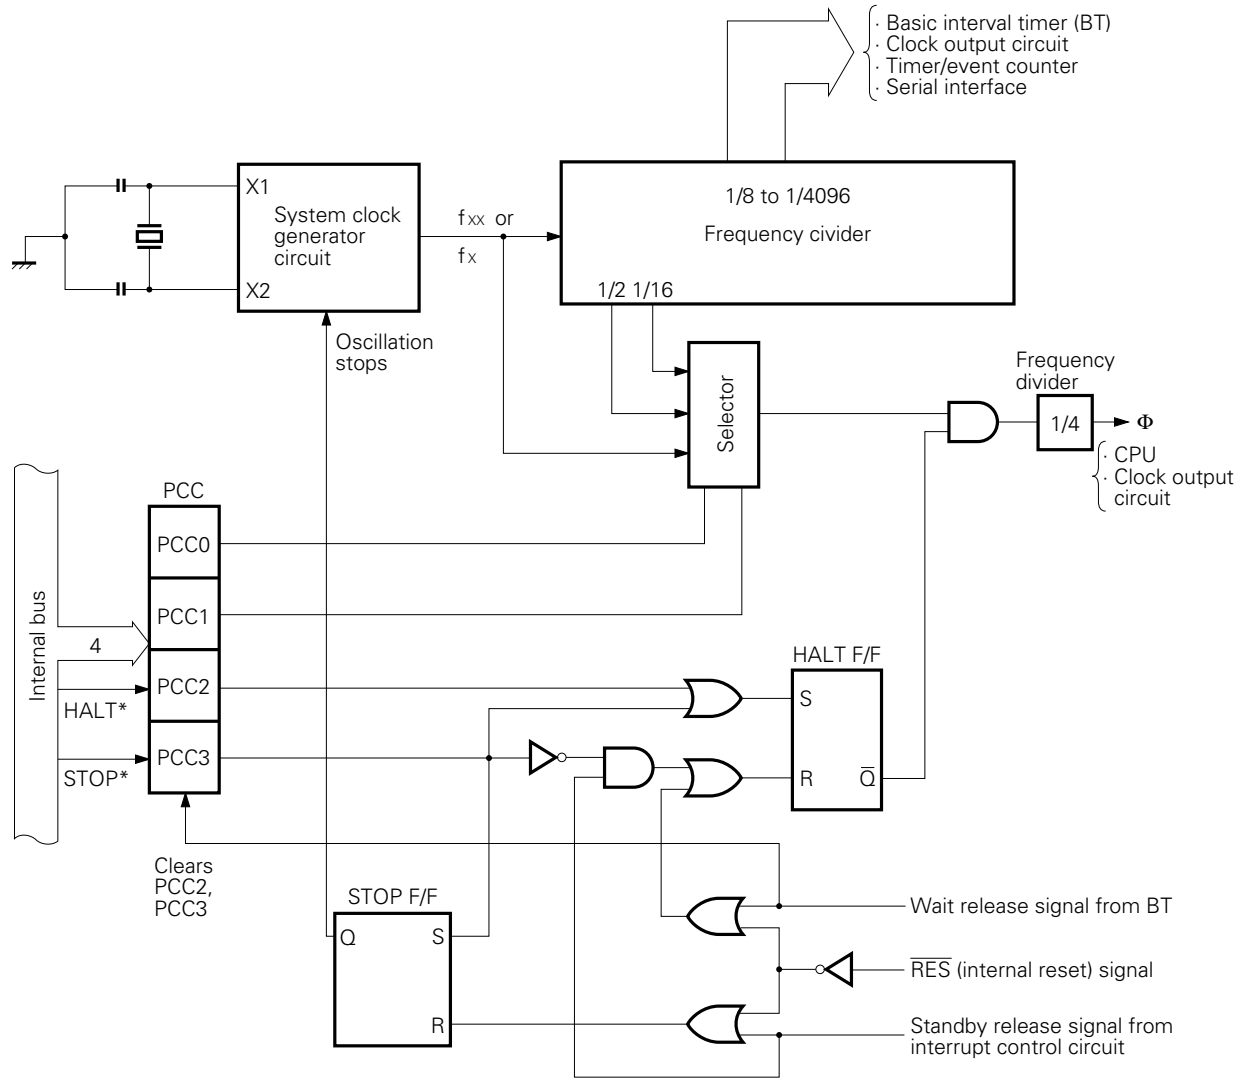 · Basic interval timer (BT)
· Clock output circuit
· Timer/event counter
· Serial interface
X1
System clock
generator
circuit
X2
fxx or
fx
1/8 to 1/4096
Frequency civider
1/2 1/16
Oscillation
stops
Selector
Frequency
divider
1/4
Φ
· CPU
· Clock output
circuit
PCC
PCC0
PCC1
PCC2
PCC3
Internal bus
4
HALT*
STOP*
HALT F/F
S
R
Q̅
Clears
PCC2,
PCC3
STOP F/F
Q
S
R
Wait release signal from BT
R̅E̅S̅ (internal reset) signal
Standby release signal from
interrupt control circuit